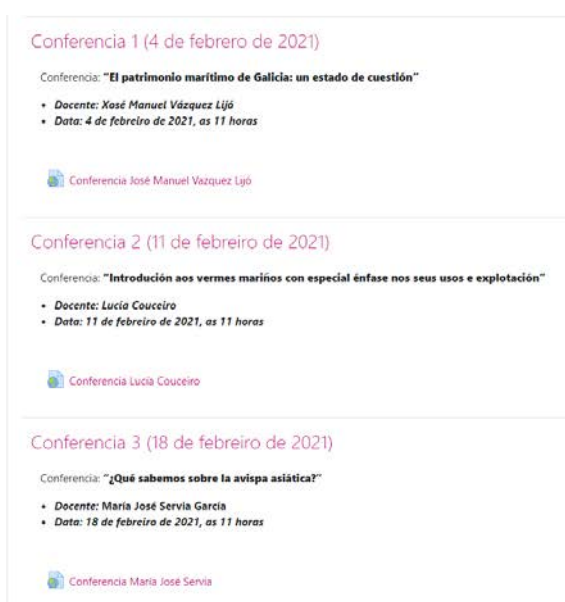 Conferencia 1 (4 de febrero de 2021)
Conferencia: "El patrimonio marítimo de Galicia: un estado de cuestión"
• Docente: Xosé Manuel Vázquez Lijó
• Data: 4 de febreiro de 2021, as 11 horas
Conferencia José Manuel Vazquez Lijó
Conferencia 2 (11 de febreiro de 2021)
Conferencia: "Introdución aos vermes mariños con especial énfase nos seus usos e explotación"
• Docente: Lucía Couceiro
• Data: 11 de febreiro de 2021, as 11 horas
Conferencia Lucía Couceiro
Conferencia 3 (18 de febreiro de 2021)
Conferencia: "¿Qué sabemos sobre la avispa asiática?"
• Docente: María José Servia García
• Data: 18 de febreiro de 2021, as 11 horas
Conferencia María José Servia